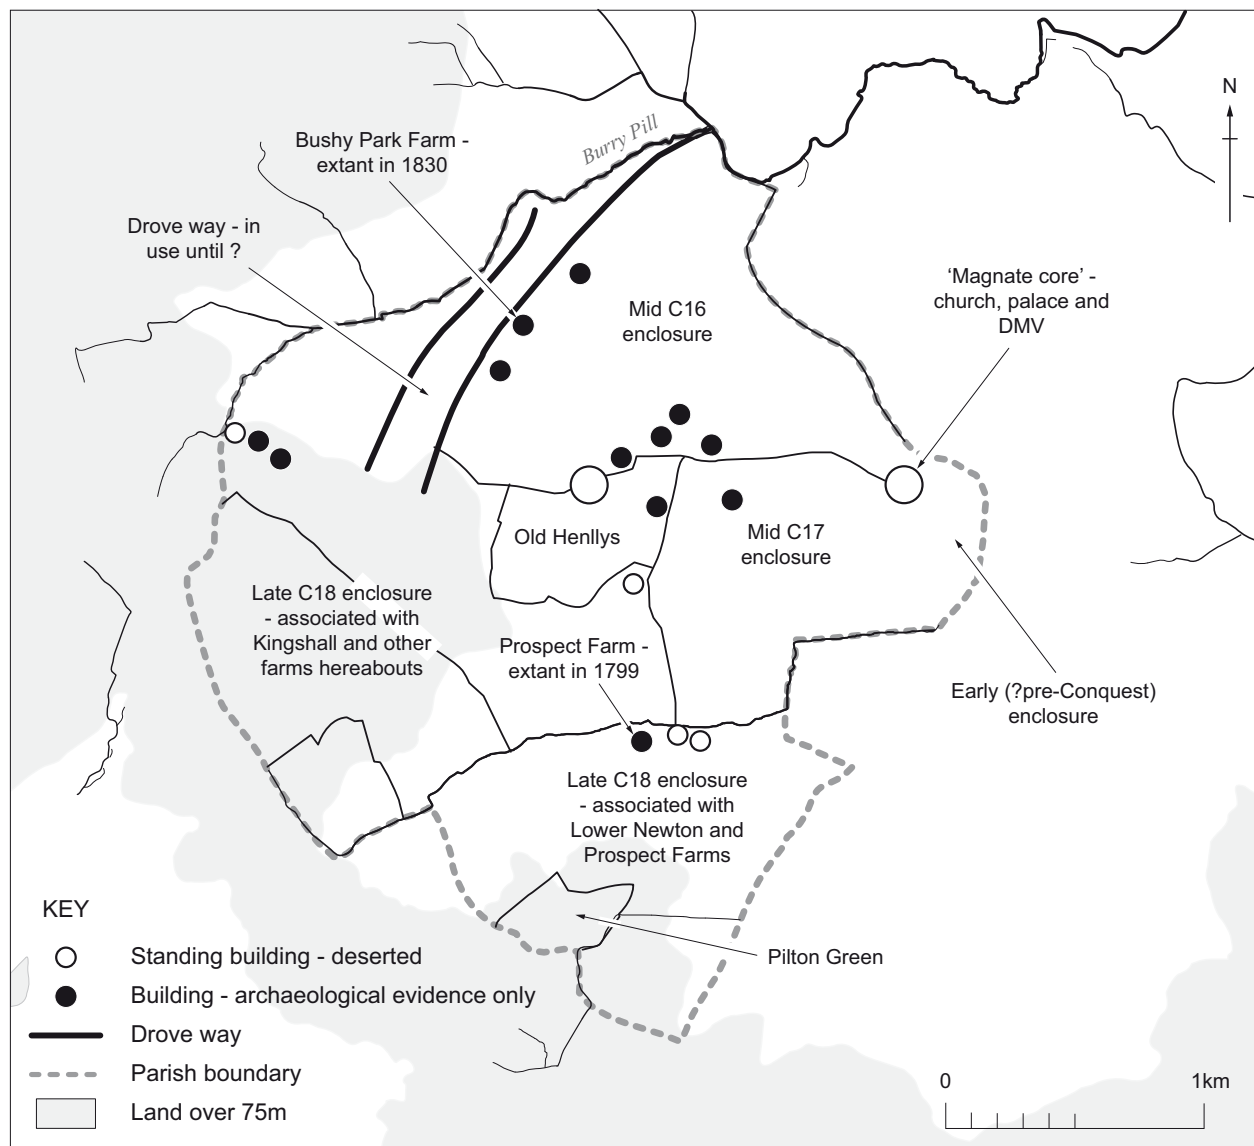 N
Burry Pill
Bushy Park Farm -
extant in 1830
Drove way - in
use until ?
‘Magnate core’ -
church, palace and
DMV
Mid C16
enclosure
Old Henllys
Mid C17
enclosure
Late C18 enclosure
- associated with
Kingshall and other
farms hereabouts
Prospect Farm -
extant in 1799
Early (?pre-Conquest)
enclosure
Late C18 enclosure
- associated with
Lower Newton and
Prospect Farms
Pilton Green
KEY
Standing building - deserted
Building - archaeological evidence only
Drove way
Parish boundary
Land over 75m
0
1km